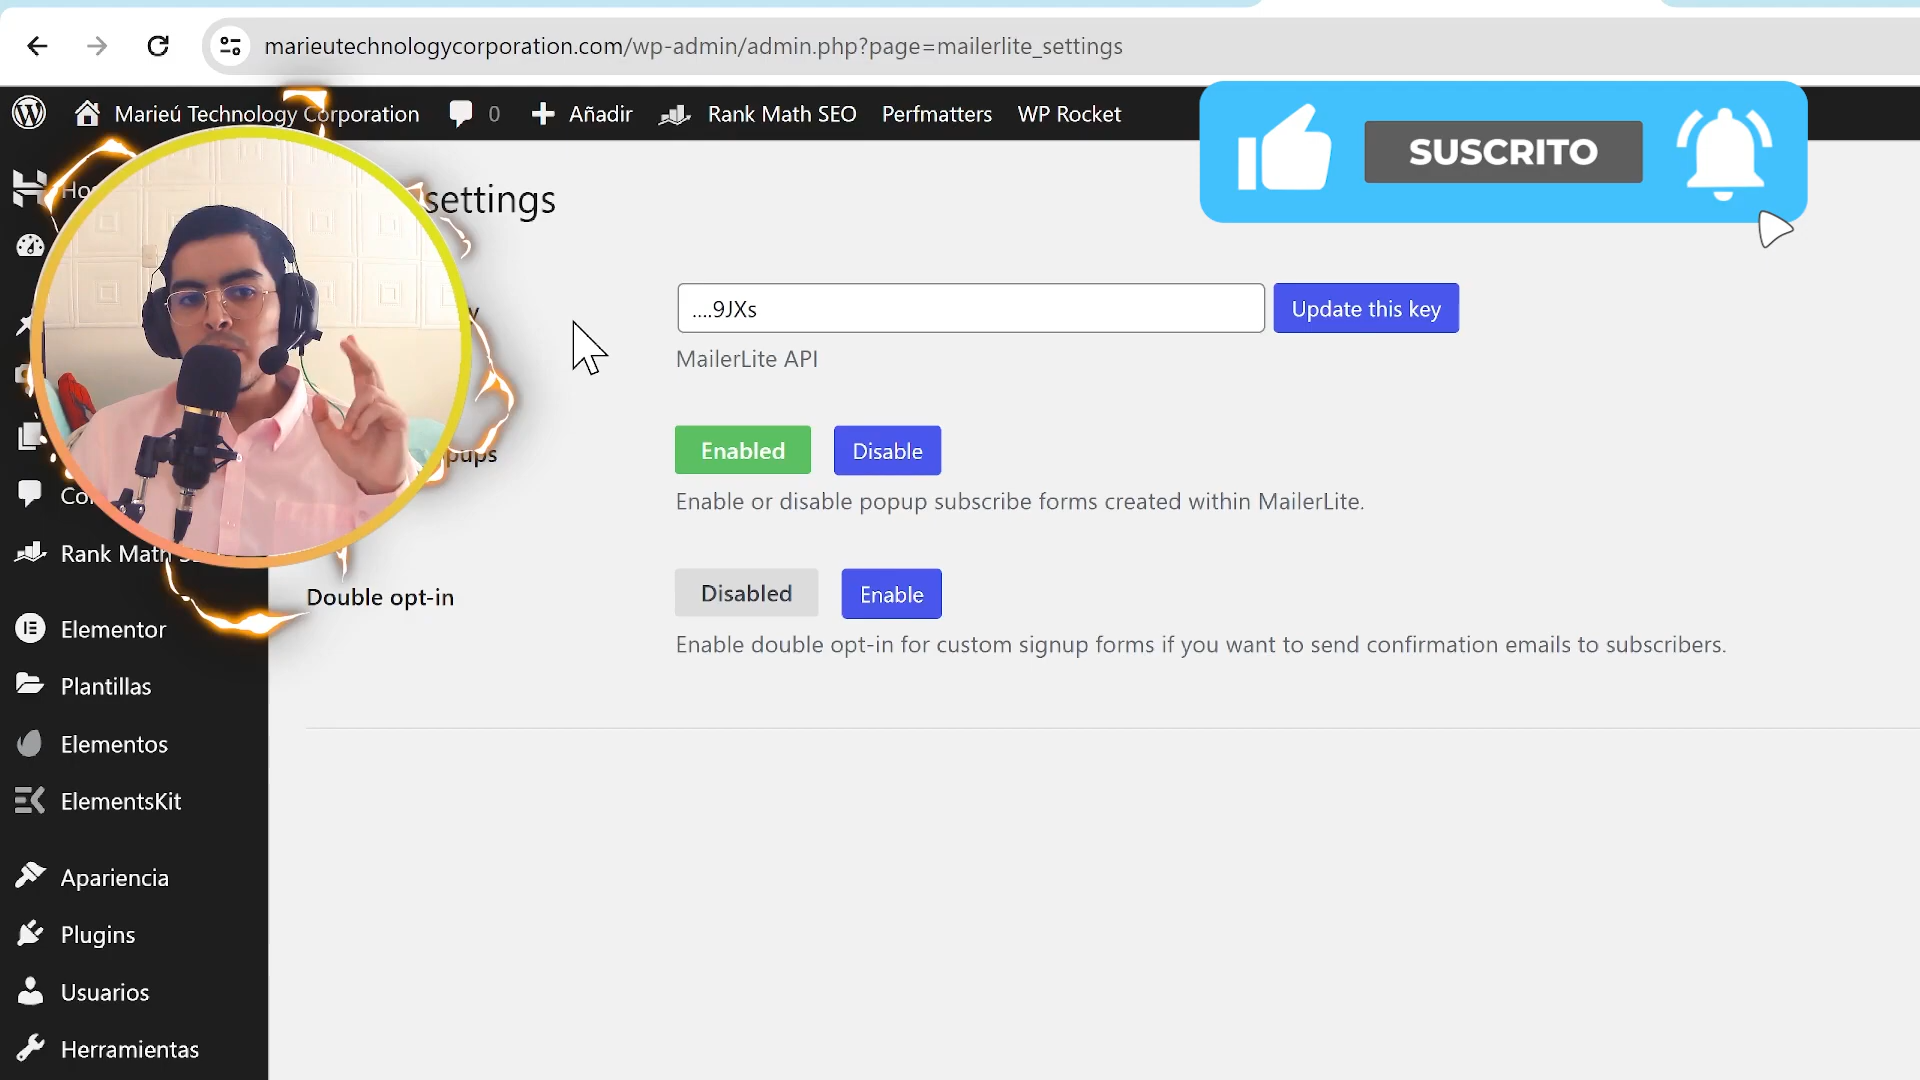 marieutechnologycorporation.com/wp-admin/admin.php?page=mailerlite_settings
Marieú Technology Corporation 0 Añadir Rank Math SEO Perfmatters WP Rocket
SUSCRITO
settings
....9JXs
Update this key
MailerLite API
Enabled
Disable
Enable or disable popup subscribe forms created within MailerLite.
Double opt-in
Disabled
Enable
Enable double opt-in for custom signup forms if you want to send confirmation emails to subscribers.
Rank Math
Elementor
Plantillas
Elementos
ElementsKit
Apariencia
Plugins
Usuarios
Herramientas